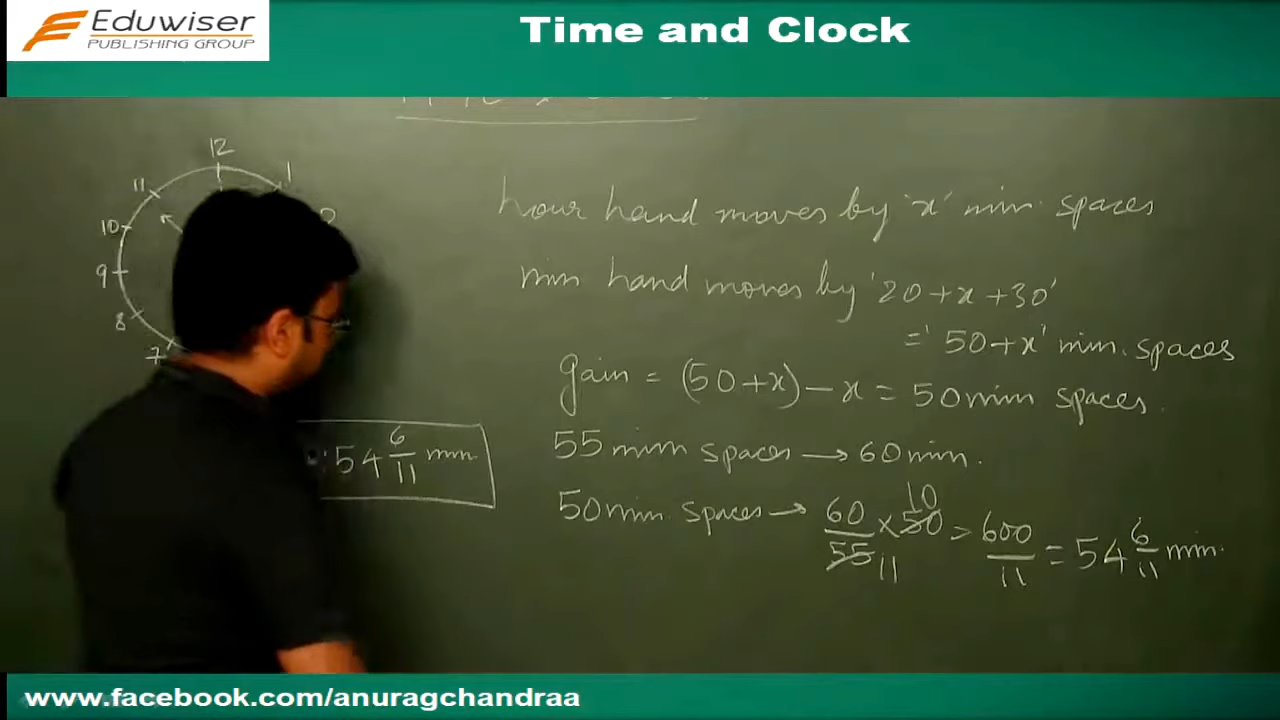 Eduwiser
PUBLISHING GROUP
Time and Clock
12
11
1
10
9
8
7
hour hand moves by 'x' min. spaces
min hand moves by '20+x+30'
= '50+x' min. spaces
Gain = (50+x) - x = 50 min spaces.
55 min spaces → 60 min.
50 min. spaces → 60/55 × 50 = 600/11 = 54 6/11 min.
10
11
: 54 6/11 min.
www.facebook.com/anuragchandraa